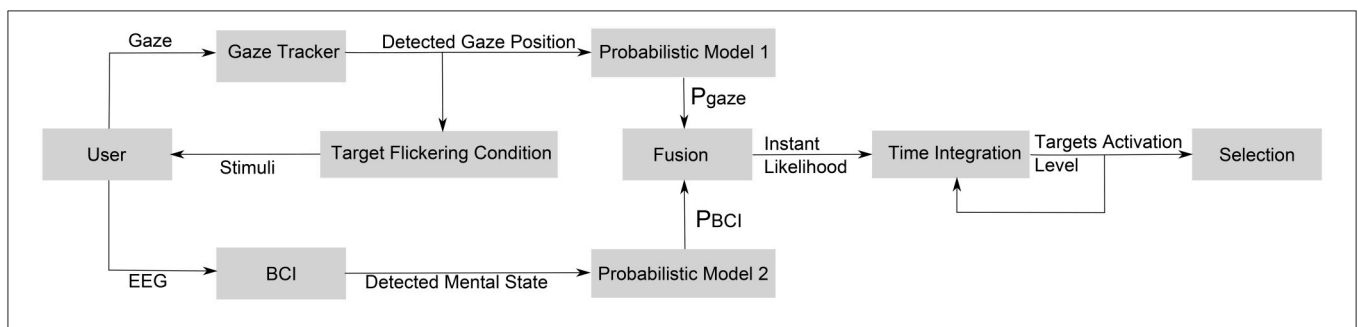 Gaze
Gaze Tracker
Detected Gaze Position
Probabilistic Model 1
Pgaze
User
Stimuli
Target Flickering Condition
Fusion
Instant
Likelihood
Time Integration
Targets Activation
Level
Selection
PBCI
EEG
BCI
Detected Mental State
Probabilistic Model 2